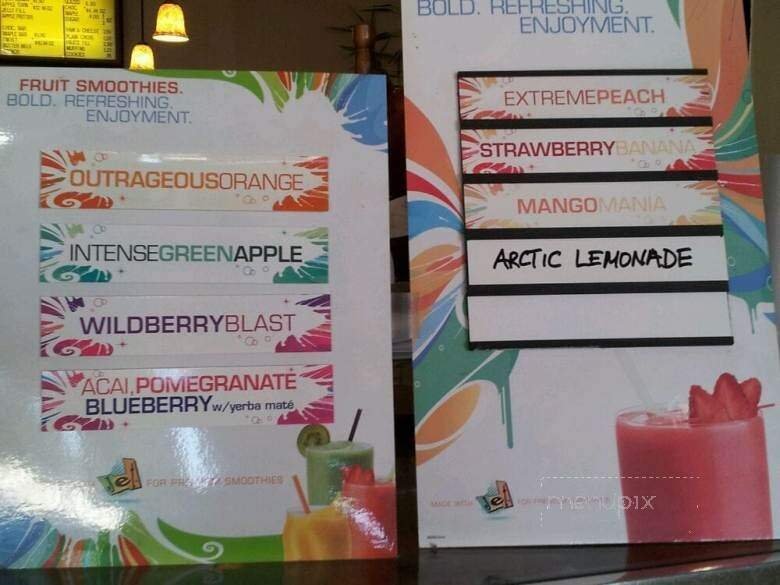 FRUIT SMOOTHIES.
BOLD. REFRESHING.
ENJOYMENT.
OUTRAGEOUSORANGE
INTENSEGREENAPPLE
WILDBERRYBLAST
ACAI, POMEGRANATE
BLUEBERRY w/yerba maté
FOR PREMIUM SMOOTHIES
BOLD. REFRESHING.
ENJOYMENT.
EXTREMEPEACH
STRAWBERRYBANANA
MANGOMANIA
ARCTIC LEMONADE
MADE WITH
menupix